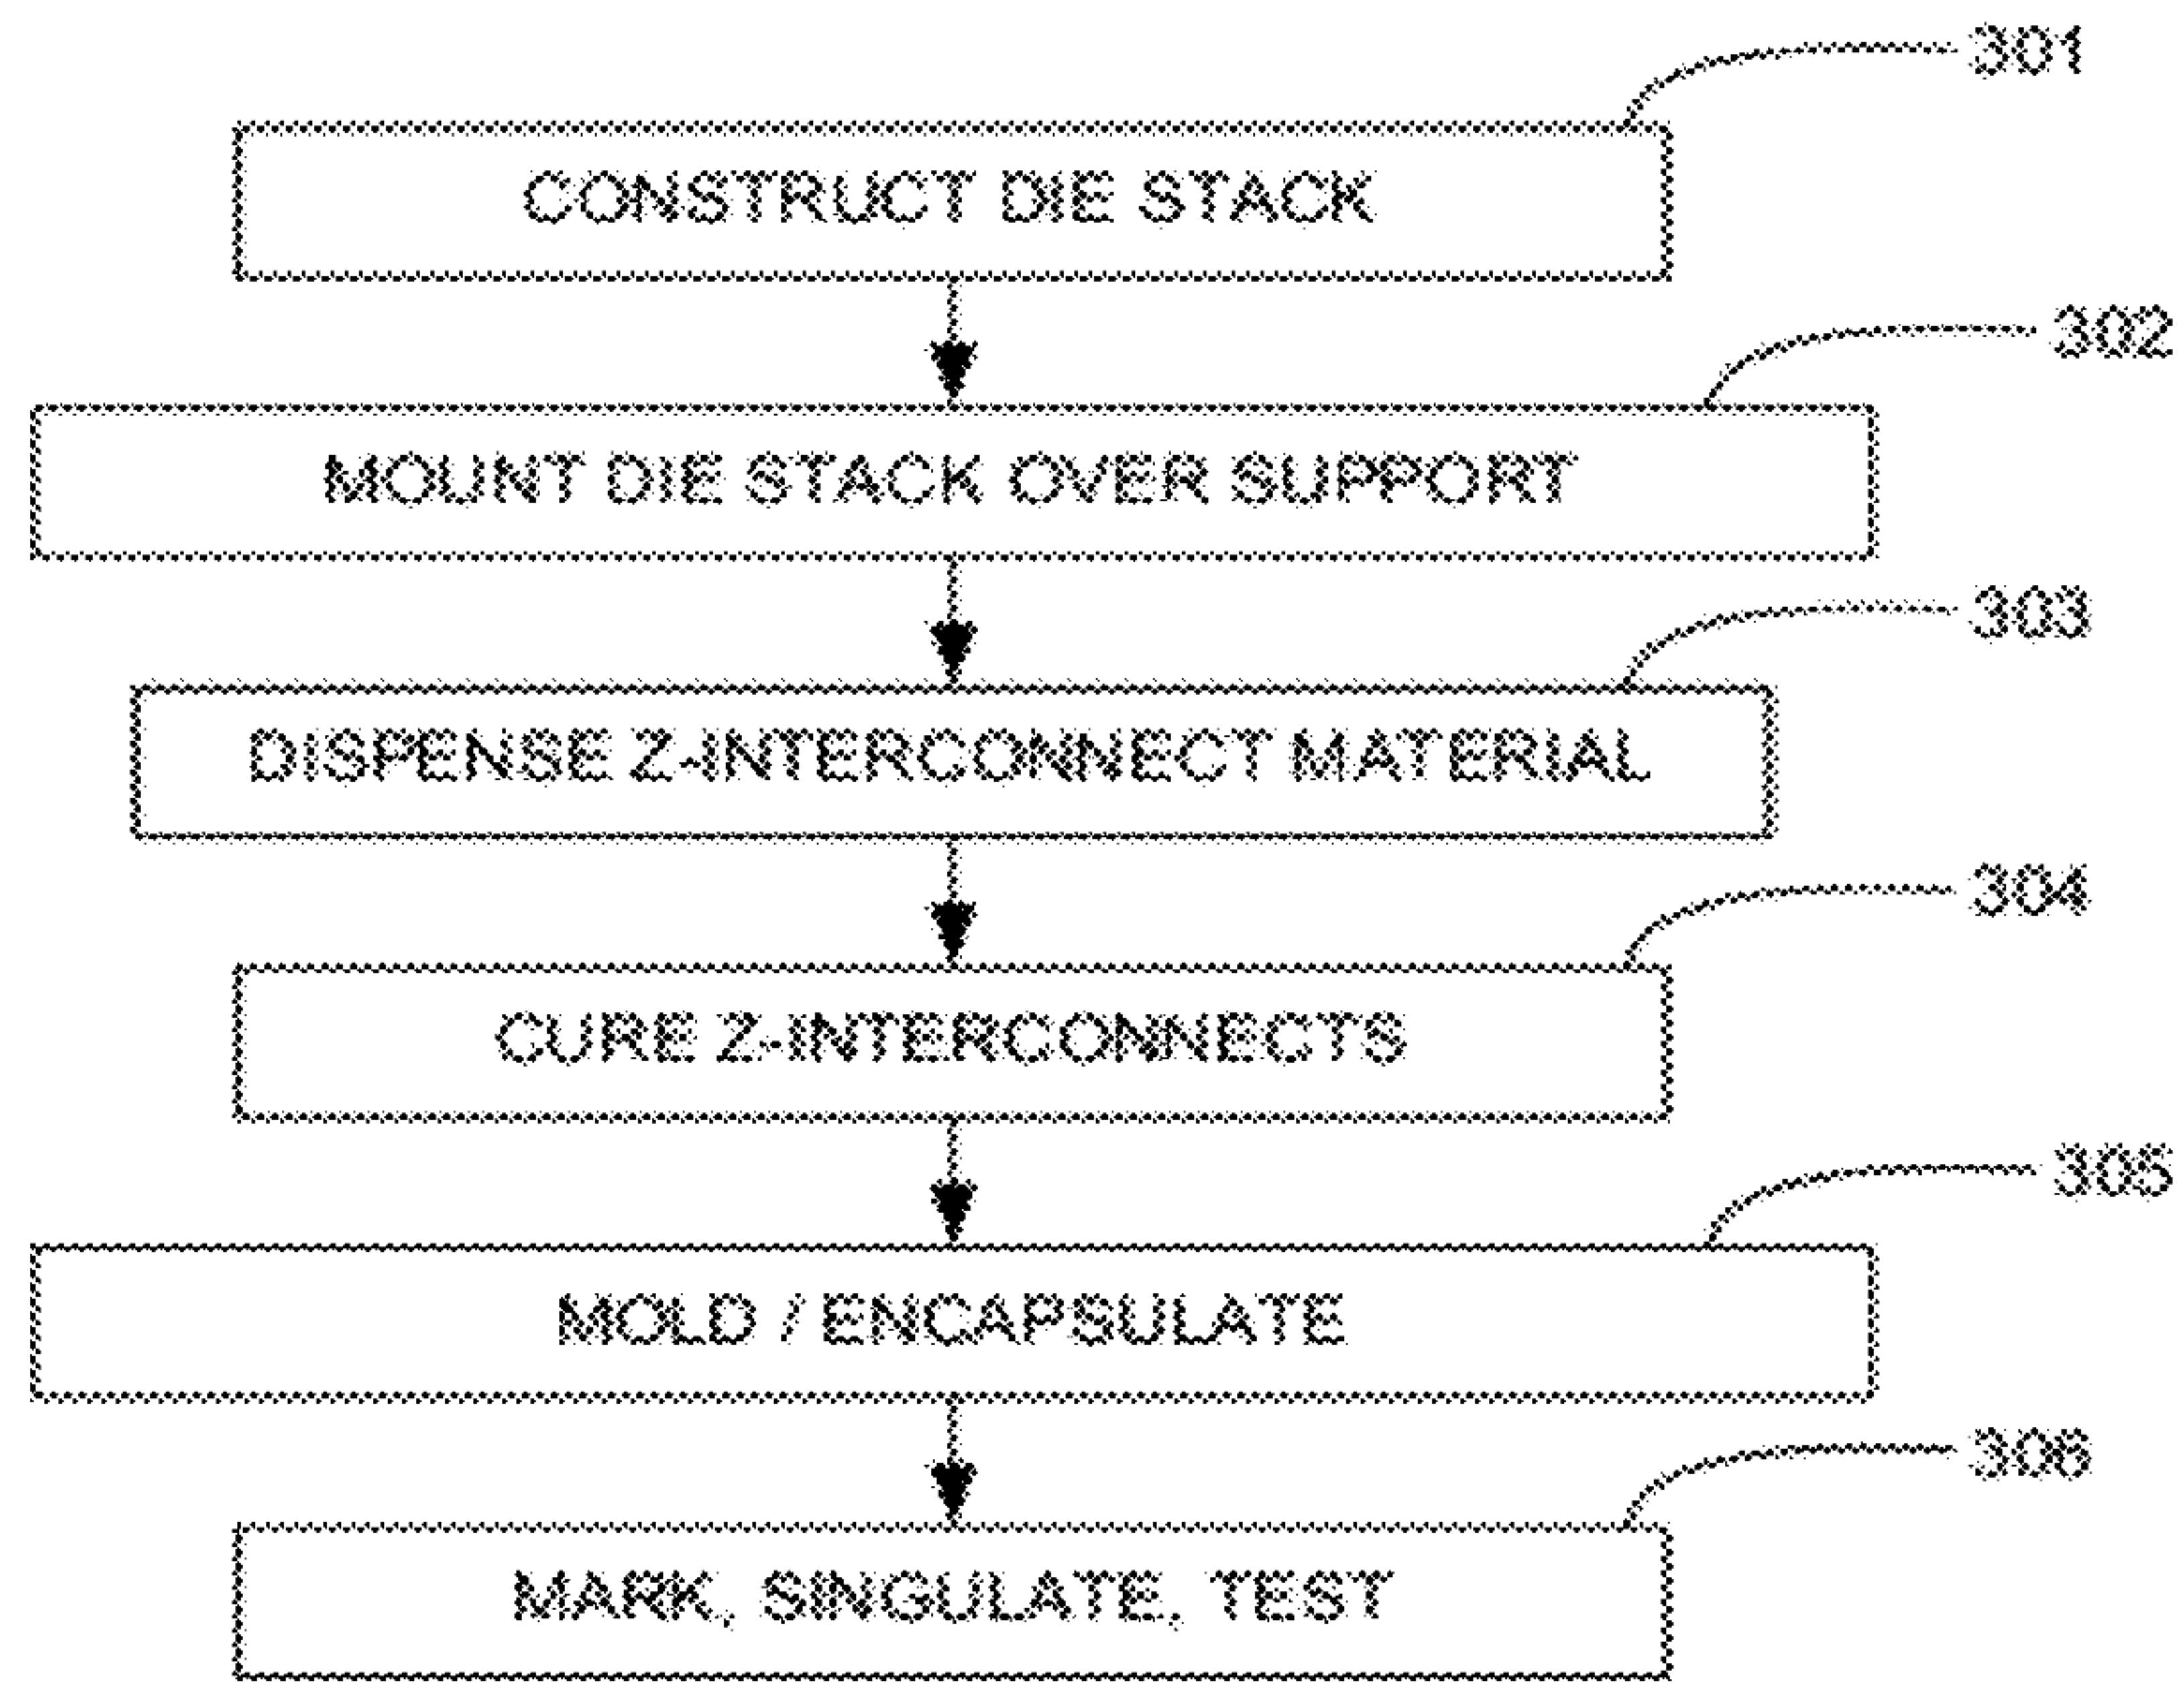 301
CONSTRUCT DIE STACK
302
MOUNT DIE STACK OVER SUPPORT
303
DISPENSE Z-INTERCONNECT MATERIAL
304
CURE Z-INTERCONNECTS
305
MOLD / ENCAPSULATE
306
MARK, SINGULATE, TEST